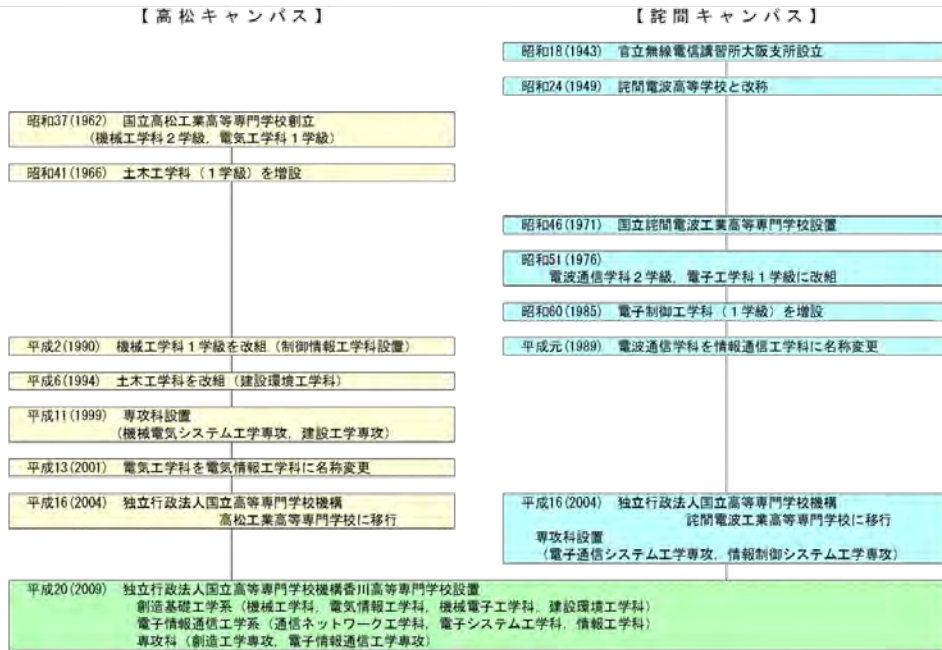 【高松キャンパス】
昭和37(1962) 国立高松工業高等専門学校創立
(機械工学科2学級, 電気工学科1学級)
昭和41(1966) 土木工学科(1学級)を増設
平成2(1990) 機械工学科1学級を改組(制御情報工学科設置)
平成6(1994) 土木工学科を改組(建設環境工学科)
平成11(1999) 専攻科設置
(機械電気システム工学専攻, 建設工学専攻)
平成13(2001) 電気工学科を電気情報工学科に名称変更
平成16(2004) 独立行政法人国立高等専門学校機構
高松工業高等専門学校に移行
【詫間キャンパス】
昭和18(1943) 官立無線電信講習所大阪支所設立
昭和24(1949) 詫間電波高等学校と改称
昭和46(1971) 国立詫間電波工業高等専門学校設置
昭和51(1976)
電波通信学科2学級, 電子工学科1学級に改組
昭和60(1985) 電子制御工学科(1学級)を増設
平成元(1989) 電波通信学科を情報通信工学科に名称変更
平成16(2004) 独立行政法人国立高等専門学校機構
詫間電波工業高等専門学校に移行
専攻科設置
(電子通信システム工学専攻, 情報制御システム工学専攻)
平成20(2009) 独立行政法人国立高等専門学校機構香川高等専門学校設置
創造基礎工学系(機械工学科, 電気情報工学科, 機械電子工学科, 建設環境工学科)
電子情報通信工学系(通信ネットワーク工学科, 電子システム工学科, 情報工学科)
専攻科(創造工学専攻, 電子情報通信工学専攻)